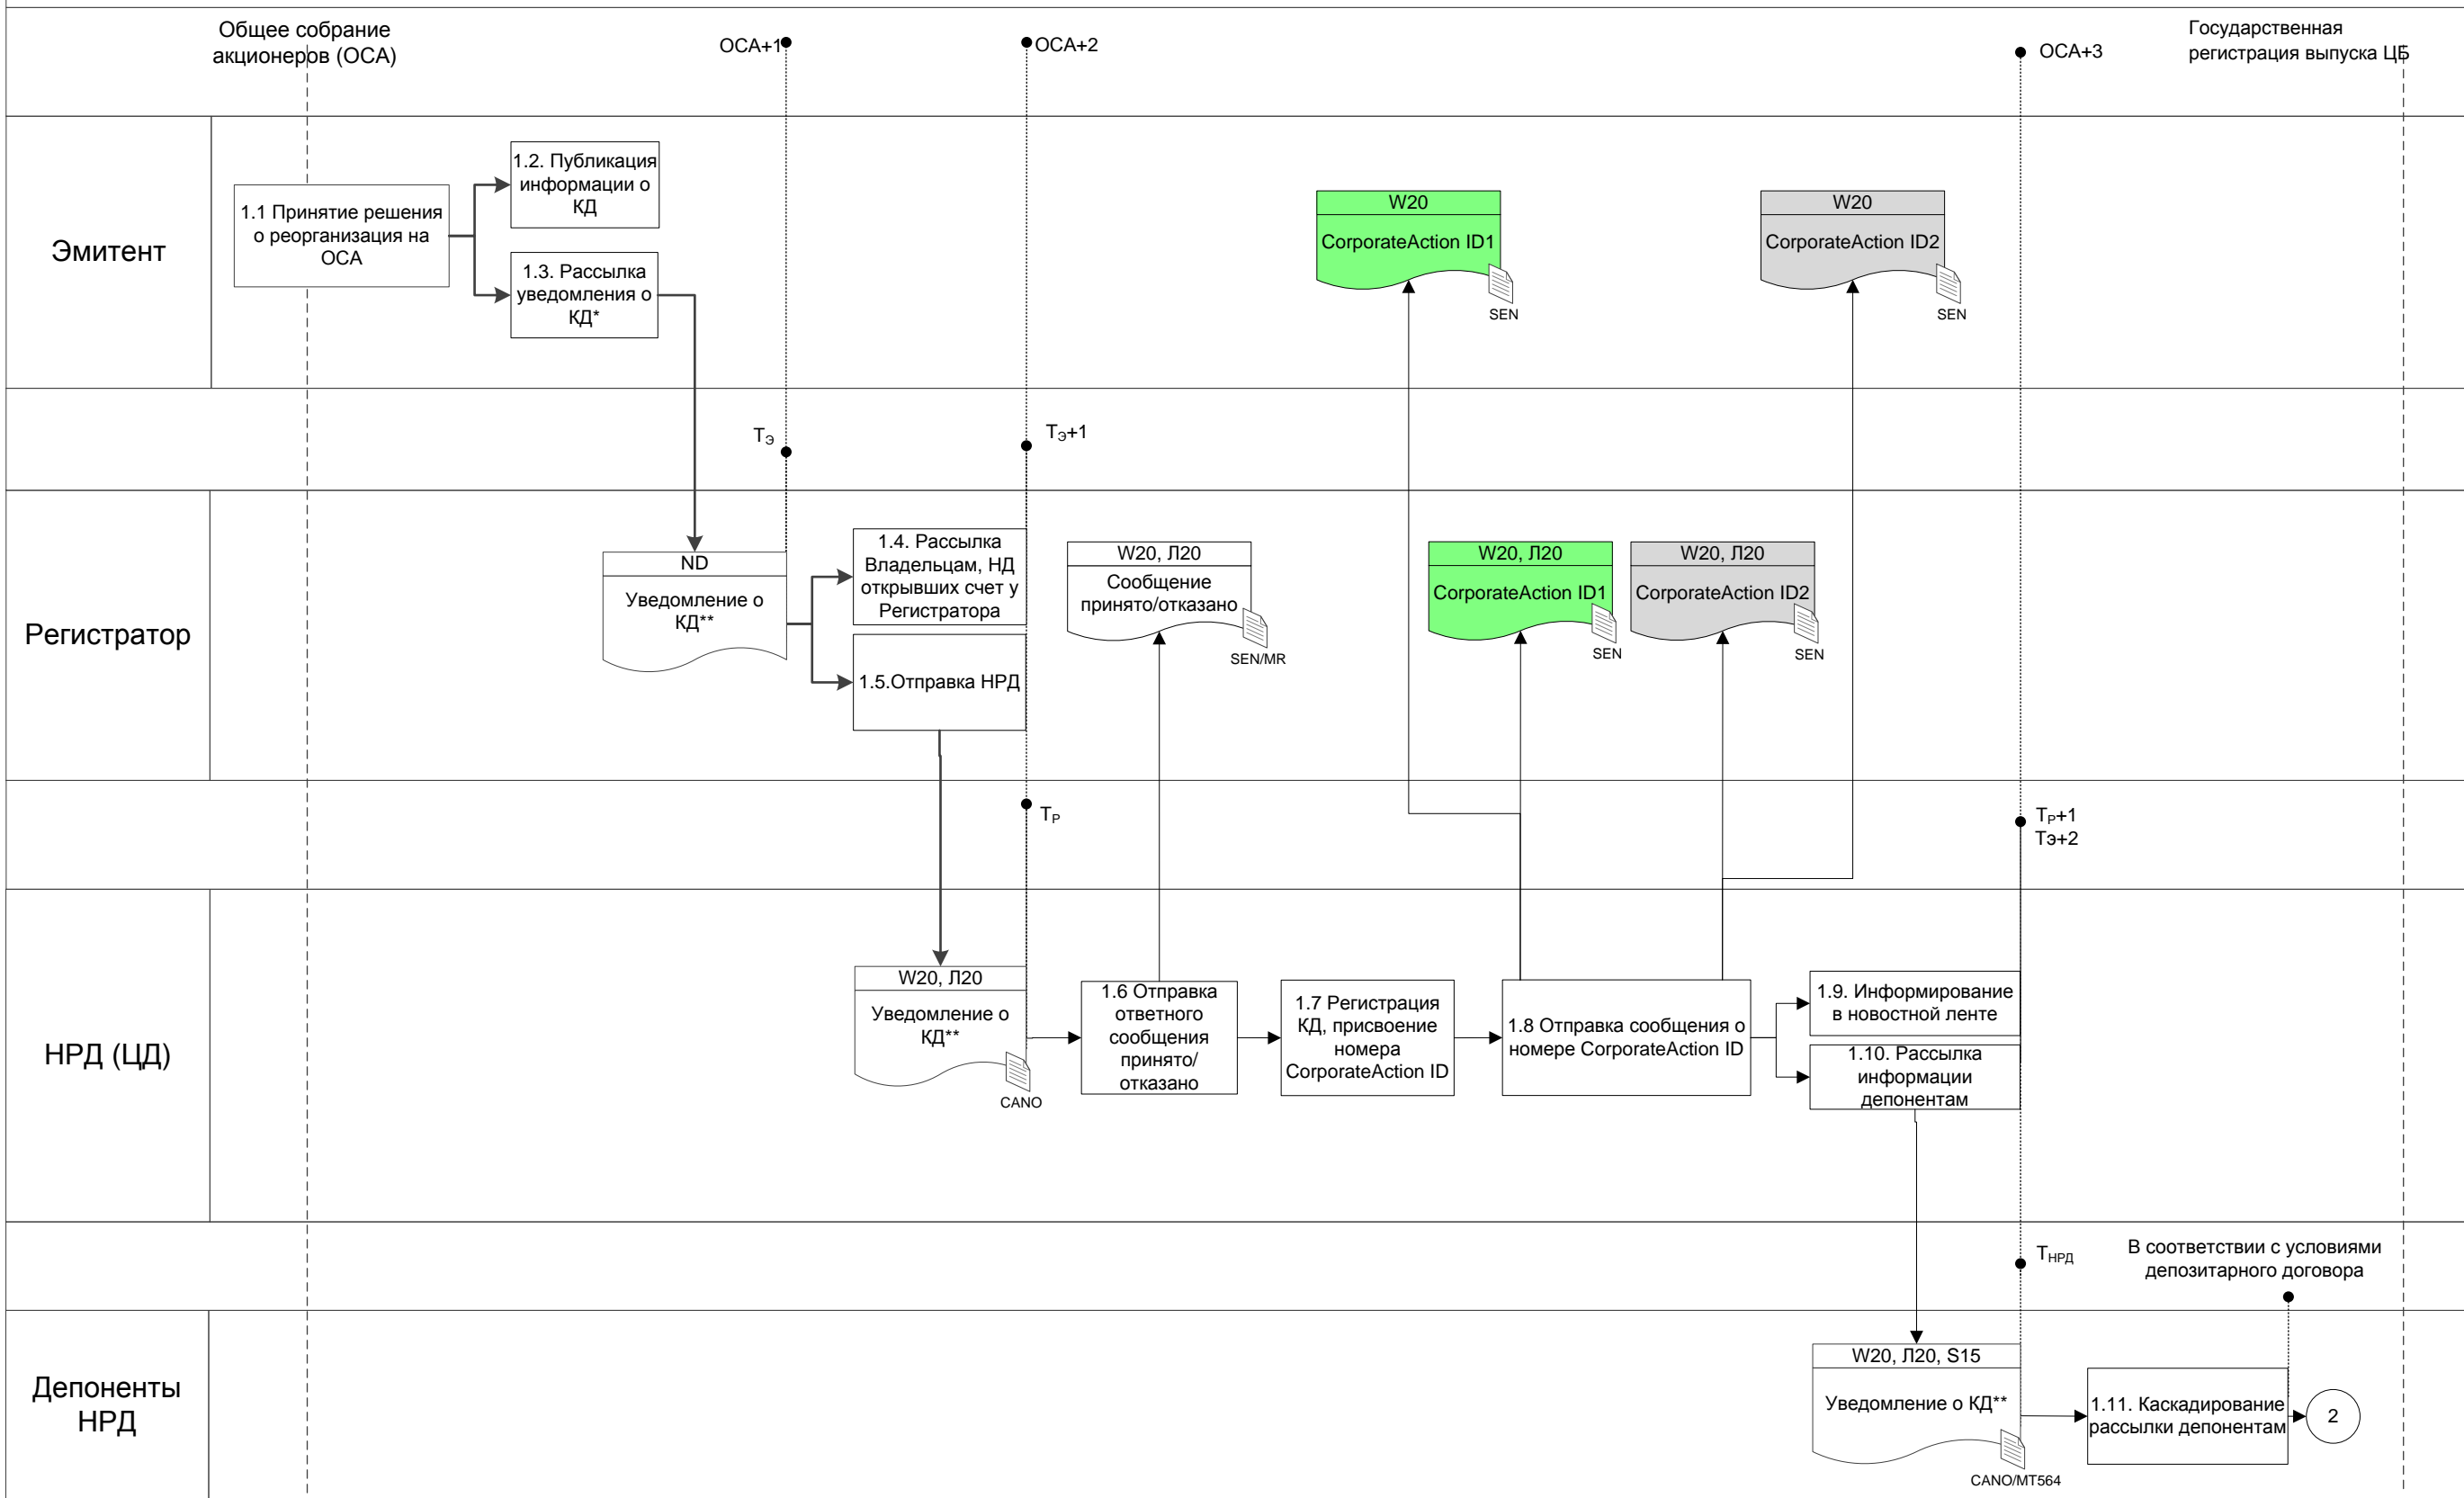 Общее собрание
акционеров (ОСА)
ОСА+1
ОСА+2
ОСА+3
Государственная
регистрация выпуска ЦБ
Эмитент
1.1 Принятие решения
о реорганизация на
ОСА
1.2. Публикация
информации о
КД
1.3. Рассылка
уведомления о
КД*
W20
CorporateAction ID1
SEN
W20
CorporateAction ID2
SEN
TЭ
TЭ+1
Регистратор
ND
Уведомление о
КД**
1.4. Рассылка
Владельцам, НД
открывших счет у
Регистратора
1.5.Отправка НРД
W20, Л20
Сообщение
принято/отказано
SEN/MR
W20, Л20
CorporateAction ID1
SEN
W20, Л20
CorporateAction ID2
SEN
TР
TР+1
Tэ+2
НРД (ЦД)
W20, Л20
Уведомление о
КД**
CANO
1.6 Отправка
ответного
сообщения
принято/
отказано
1.7 Регистрация
КД, присвоение
номера
CorporateAction ID
1.8 Отправка сообщения о
номере CorporateAction ID
1.9. Информирование
в новостной ленте
1.10. Рассылка
информации
депонентам
TНРД
В соответствии с условиями
депозитарного договора
Депоненты
НРД
W20, Л20, S15
Уведомление о КД**
CANO/MT564
1.11. Каскадирование
рассылки депонентам
2